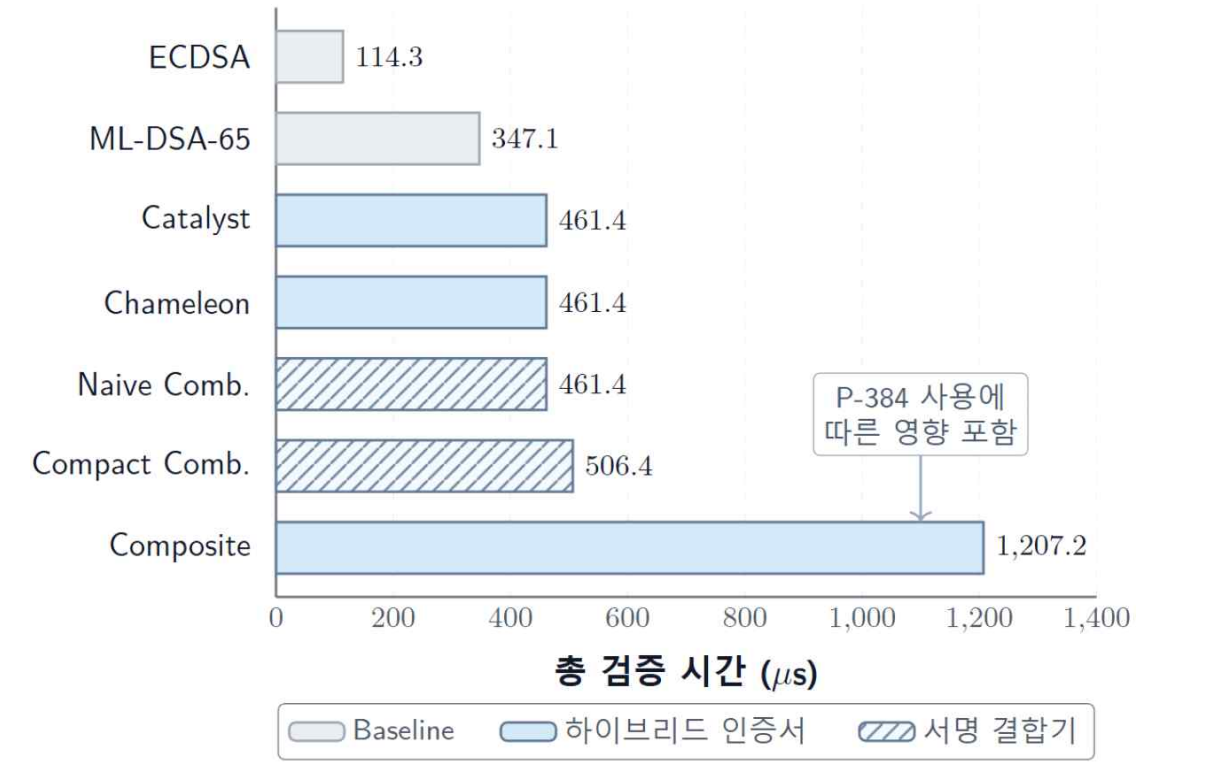 ECDSA 114.3
ML-DSA-65 347.1
Catalyst 461.4
Chameleon 461.4
Naive Comb. 461.4
P-384 사용에
따른 영향 포함
Compact Comb. 506.4
Composite 1,207.2
0 200 400 600 800 1,000 1,200 1,400
총 검증 시간 (μs)
Baseline 하이브리드 인증서 서명 결합기